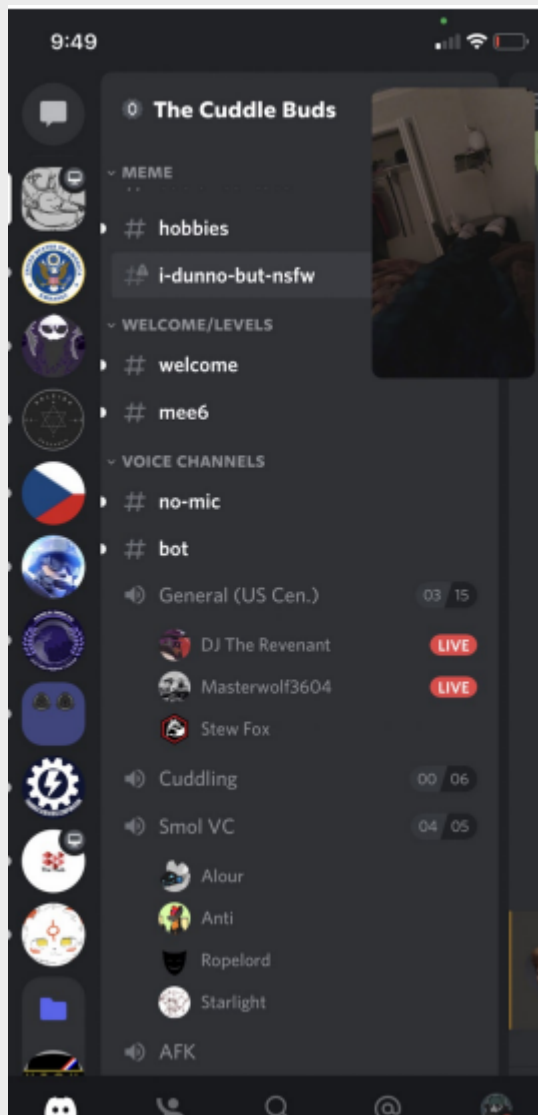 9:49
The Cuddle Buds
MEME
hobbies
i-dunno-but-nsfw
WELCOME/LEVELS
welcome
mee6
VOICE CHANNELS
no-mic
bot
General (US Cen.) 03 15
DJ The Revenant LIVE
Masterwolf3604 LIVE
Stew Fox
Cuddling 00 06
Smol VC 04 05
Alour
Anti
Ropelord
Starlight
AFK